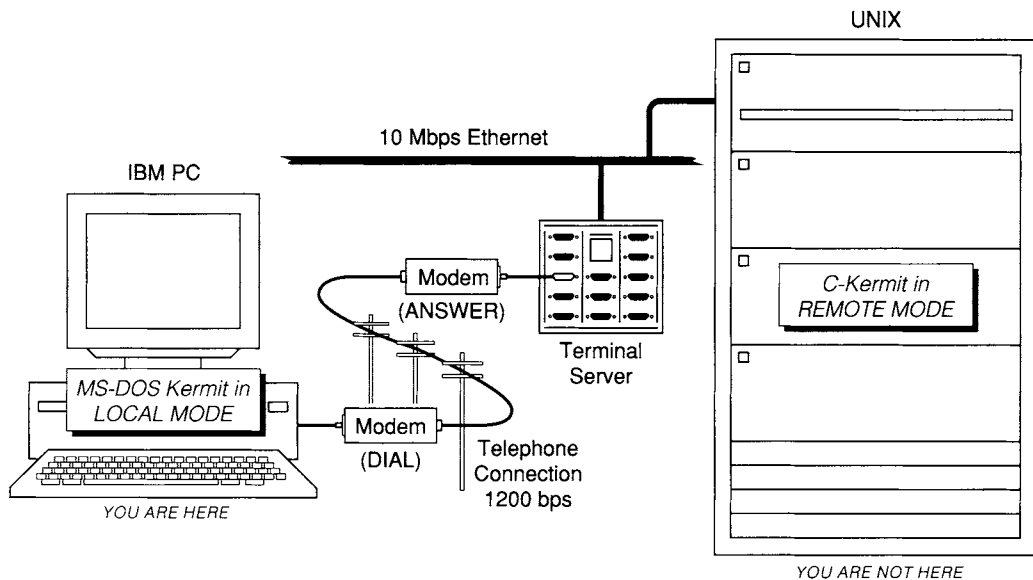 UNIX
10 Mbps Ethernet
IBM PC
Modem
(ANSWER)
C-Kermit in
REMOTE MODE
Terminal
Server
MS-DOS Kermit in
LOCAL MODE
Modem
(DIAL)
Telephone
Connection
1200 bps
YOU ARE HERE
YOU ARE NOT HERE